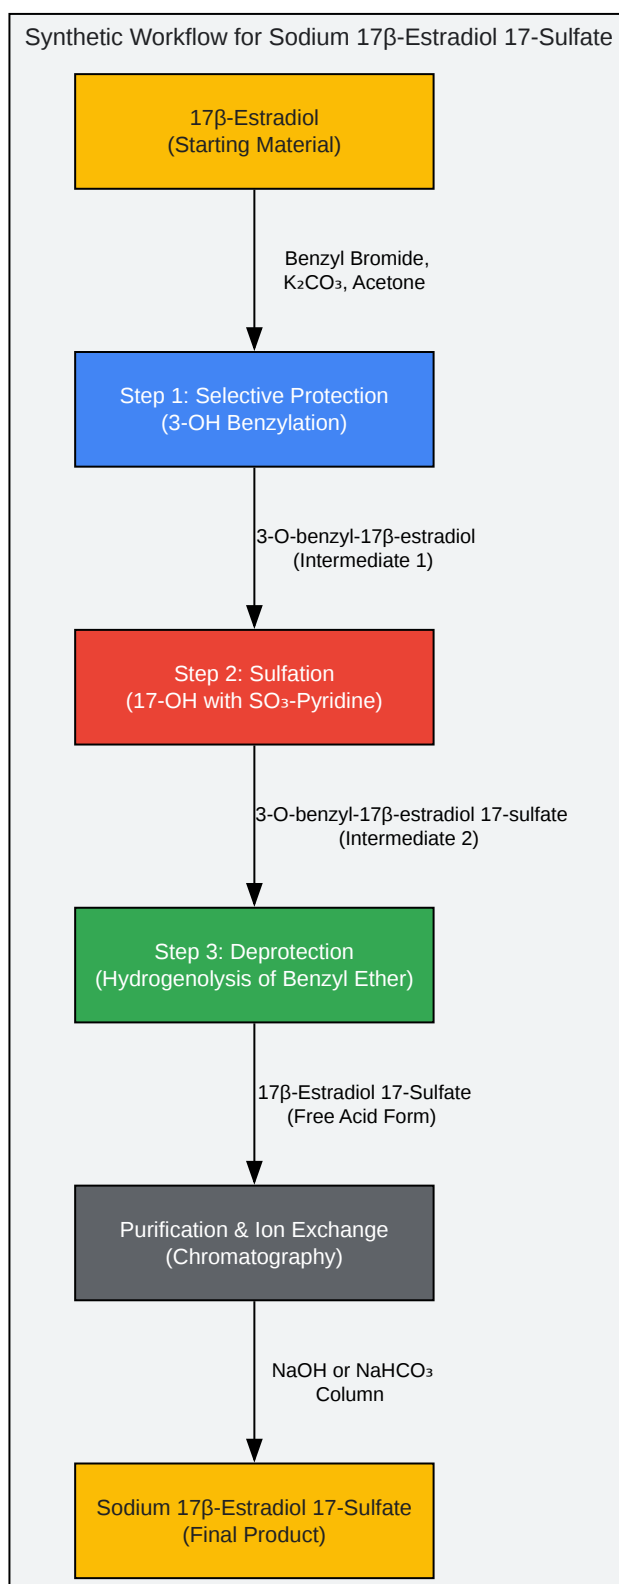 Synthetic Workflow for Sodium 17β-Estradiol 17-Sulfate
17β-Estradiol
(Starting Material)
Benzyl Bromide,
K₂CO₃, Acetone
Step 1: Selective Protection
(3-OH Benzylation)
3-O-benzyl-17β-estradiol
(Intermediate 1)
Step 2: Sulfation
(17-OH with SO₃-Pyridine)
3-O-benzyl-17β-estradiol 17-sulfate
(Intermediate 2)
Step 3: Deprotection
(Hydrogenolysis of Benzyl Ether)
17β-Estradiol 17-Sulfate
(Free Acid Form)
Purification & Ion Exchange
(Chromatography)
NaOH or NaHCO₃
Column
Sodium 17β-Estradiol 17-Sulfate
(Final Product)